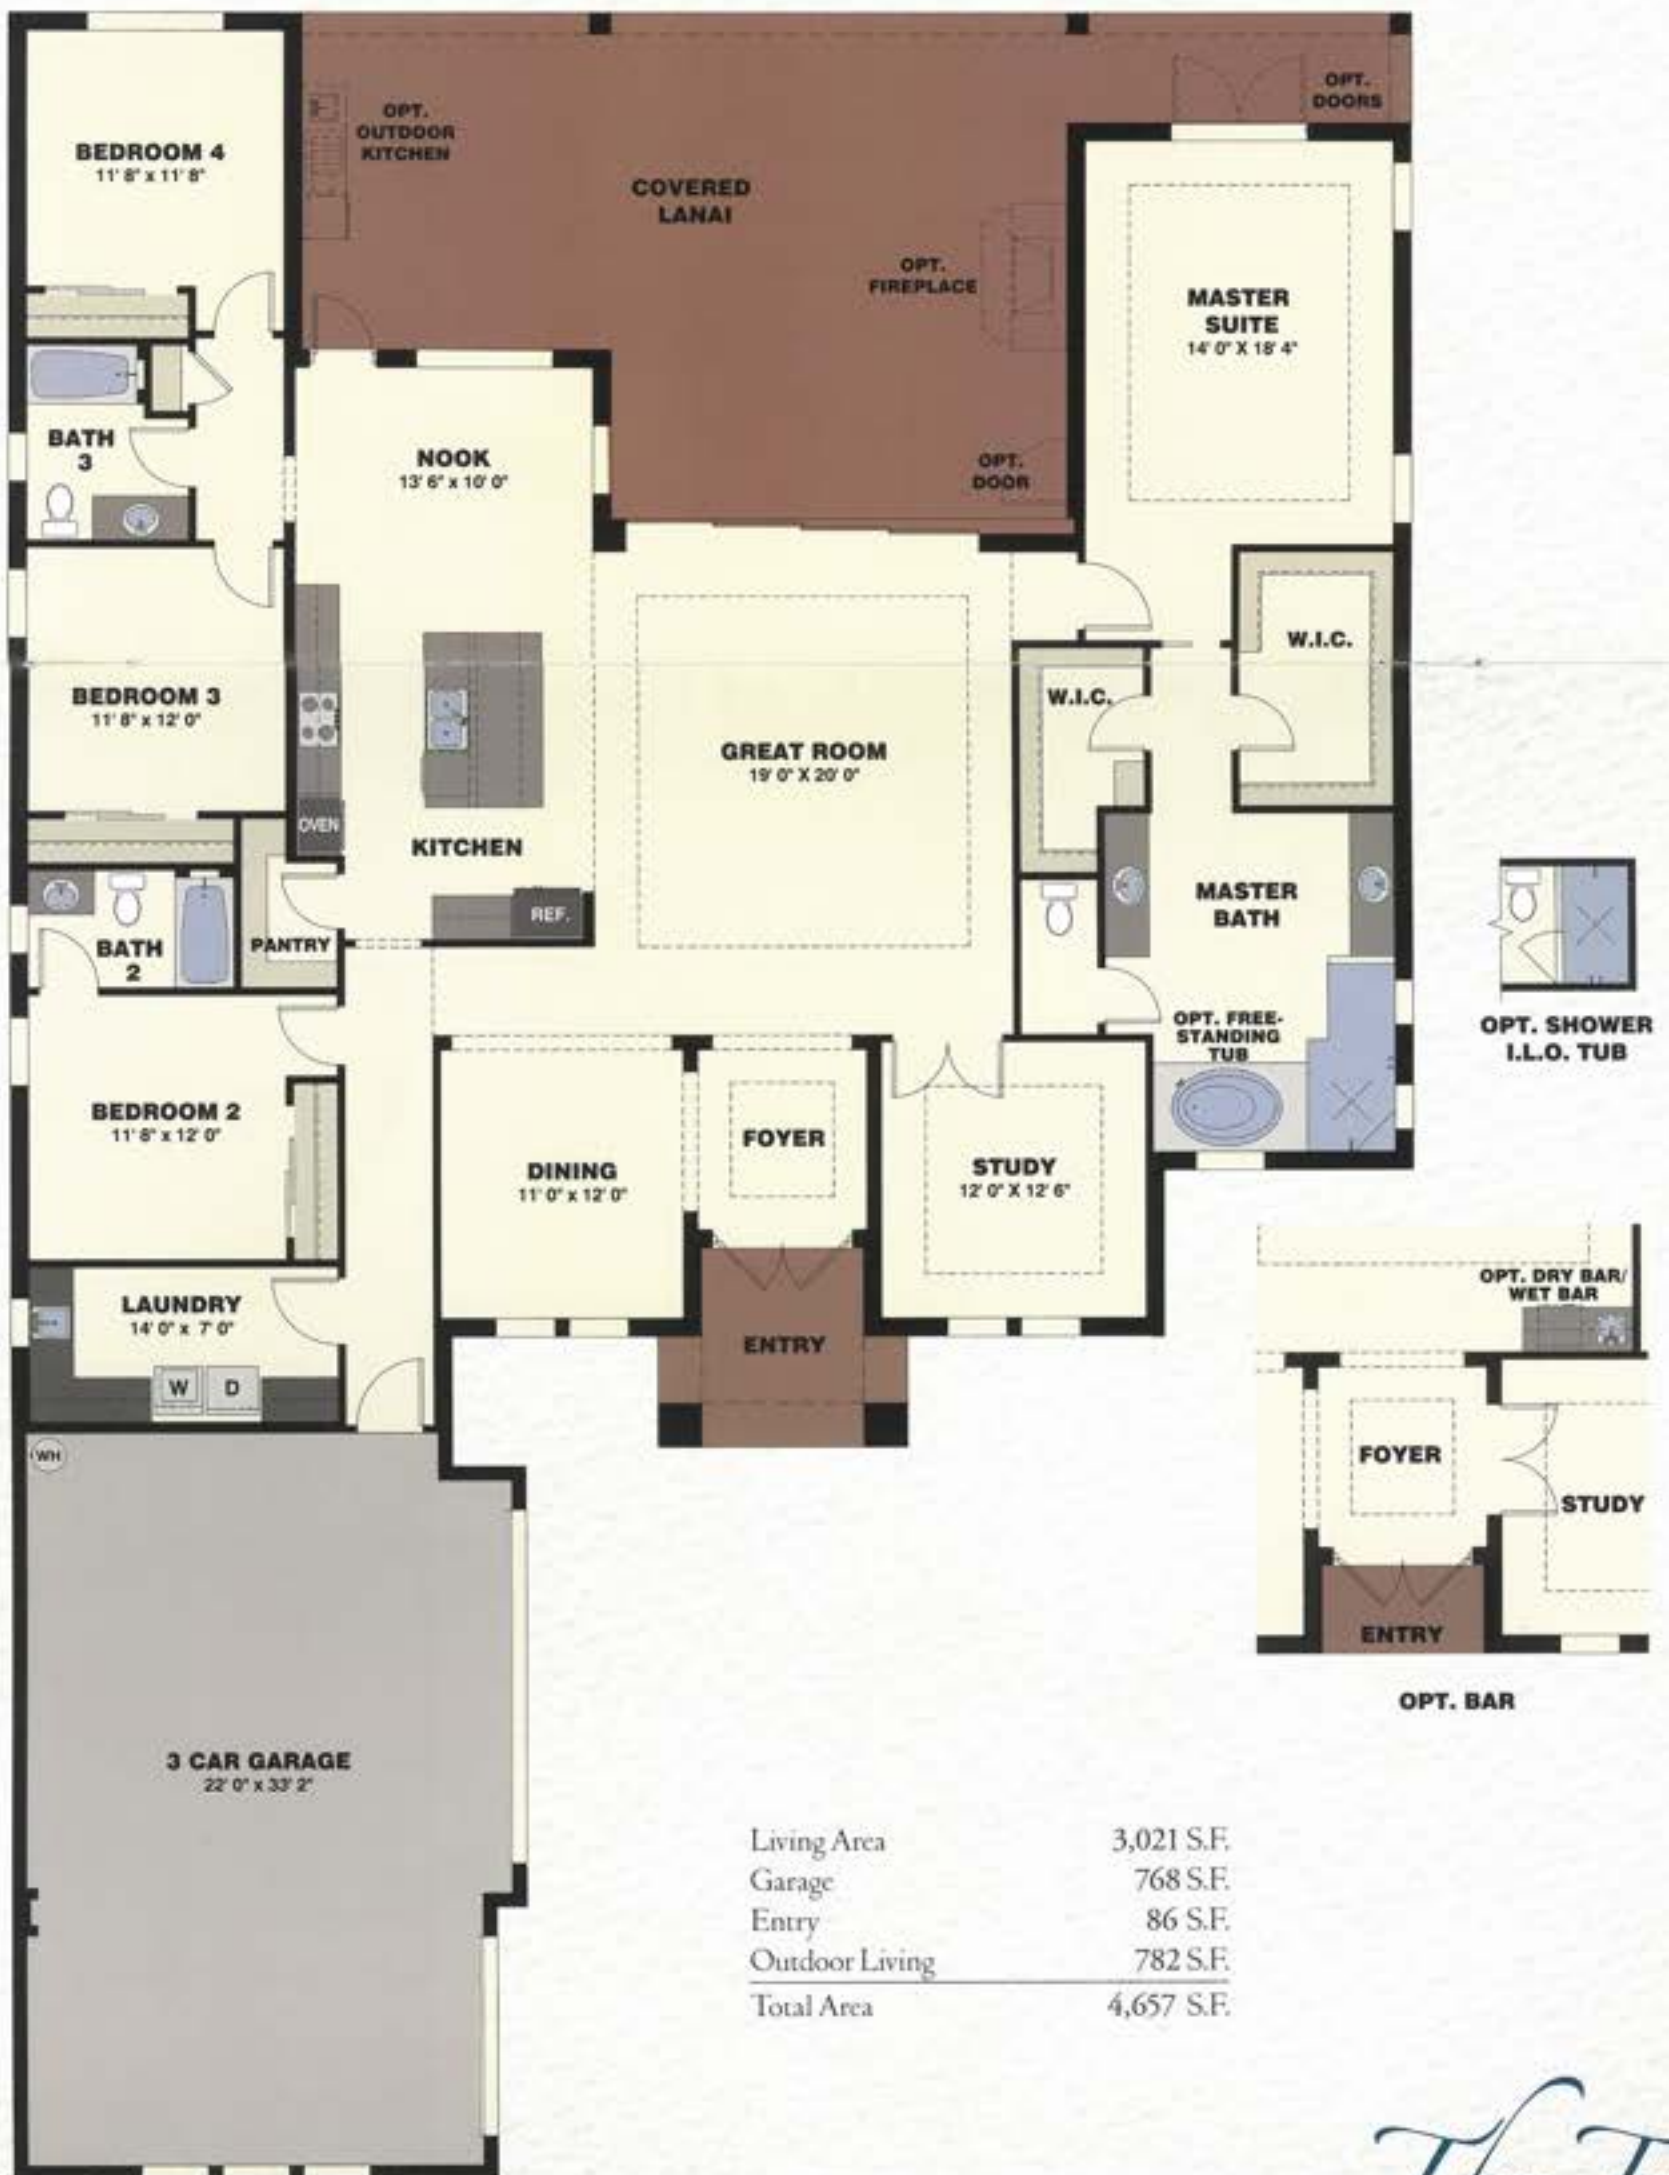 OPT.
DOORS
OPT.
OUTDOOR
KITCHEN
BEDROOM 4
11' 8" x 11' 8"
COVERED
LANAI
OPT.
FIREPLACE
MASTER
SUITE
14' 0" X 18' 4"
BATH
3
NOOK
13' 6" x 10' 0"
OPT.
DOOR
W.I.C.
W.I.C.
BEDROOM 3
11' 8" x 12' 0"
GREAT ROOM
19' 0" X 20' 0"
OVEN
KITCHEN
MASTER
BATH
REF.
BATH
2
PANTRY
OPT. FREE-
STANDING
TUB
OPT. SHOWER
I.L.O. TUB
BEDROOM 2
11' 8" x 12' 0"
FOYER
DINING
11' 0" x 12' 0"
STUDY
12' 0" X 12' 6"
LAUNDRY
14' 0" x 7' 0"
W
D
ENTRY
OPT. DRY BAR/
WET BAR
WH
FOYER
STUDY
ENTRY
OPT. BAR
3 CAR GARAGE
22' 0" x 33' 2"
Living Area 3,021 S.F.
Garage 768 S.F.
Entry 86 S.F.
Outdoor Living 782 S.F.
Total Area 4,657 S.F.